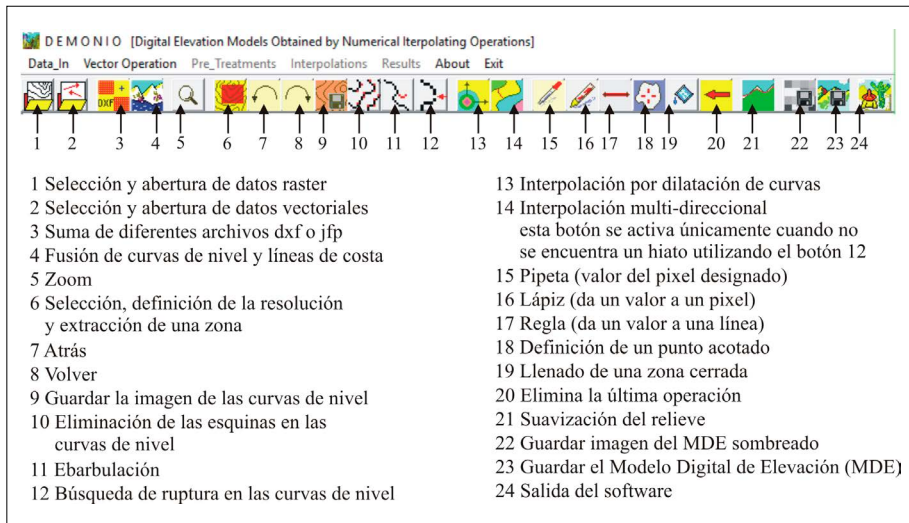 D E M O N I O [Digital Elevation Models Obtained by Numerical Iterpolating Operations]
Data_In Vector Operation Pre_Treatments Interpolations Results About Exit
DXF
1 2 3 4 5 6 7 8 9 10 11 12 13 14 15 16 17 18 19 20 21 22 23 24
1 Selección y abertura de datos raster
2 Selección y abertura de datos vectoriales
3 Suma de diferentes archivos dxf o jfp
4 Fusión de curvas de nivel y líneas de costa
5 Zoom
6 Selección, definición de la resolución
y extracción de una zona
7 Atrás
8 Volver
9 Guardar la imagen de las curvas de nivel
10 Eliminación de las esquinas en las
curvas de nivel
11 Ebarbulación
12 Búsqueda de ruptura en las curvas de nivel
13 Interpolación por dilatación de curvas
14 Interpolación multi-direccional
esta botón se activa únicamente cuando no
se encuentra un hiato utilizando el botón 12
15 Pipeta (valor del pixel designado)
16 Lápiz (da un valor a un pixel)
17 Regla (da un valor a una línea)
18 Definición de un punto acotado
19 Llenado de una zona cerrada
20 Elimina la última operación
21 Suavización del relieve
22 Guardar imagen del MDE sombreado
23 Guardar el Modelo Digital de Elevación (MDE)
24 Salida del software